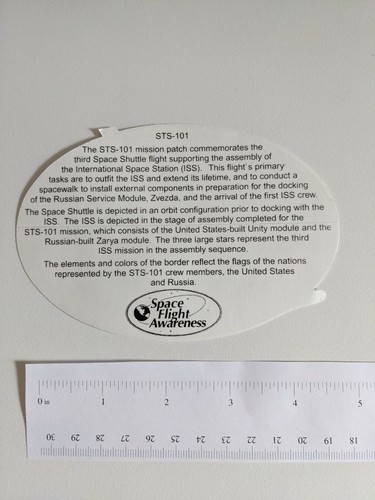 STS-101
The STS-101 mission patch commemorates the
third Space Shuttle flight supporting the assembly of
the International Space Station (ISS). This flight's primary
tasks are to outfit the ISS and extend its lifetime, and to conduct a
spacewalk to install external components in preparation for the docking
of the Russian Service Module, Zvezda, and the arrival of the first ISS crew.
The Space Shuttle is depicted in an orbit configuration prior to docking with the
ISS. The ISS is depicted in the stage of assembly completed for the
STS-101 mission, which consists of the United States-built Unity module and the
Russian-built Zarya module. The three large stars represent the third
ISS mission in the assembly sequence.
The elements and colors of the border reflect the flags of the nations
represented by the STS-101 crew members, the United States
and Russia.
Space
Flight
Awareness
0 in 1 2 3 4 5
30 29 28 27 26 25 24 23 22 21 20 19 18